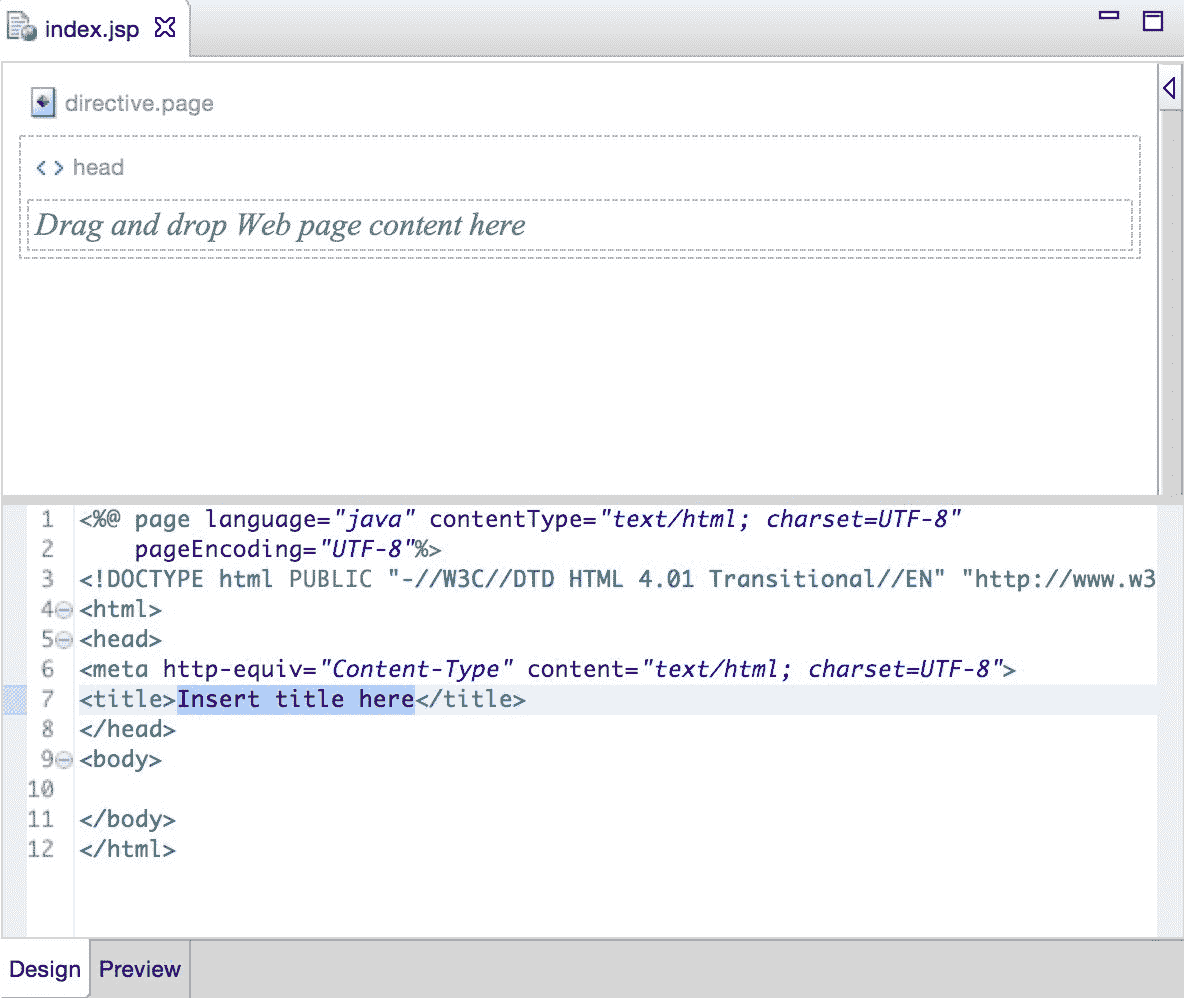 index.jsp
directive.page
<> head
Drag and drop Web page content here
1 <%@ page language="java" contentType="text/html; charset=UTF-8"
2     pageEncoding="UTF-8"%>
3 <!DOCTYPE html PUBLIC "-//W3C//DTD HTML 4.01 Transitional//EN" "http://www.w3
4 <html>
5 <head>
6 <meta http-equiv="Content-Type" content="text/html; charset=UTF-8">
7 <title>Insert title here</title>
8 </head>
9 <body>
10
11 </body>
12 </html>
Design Preview